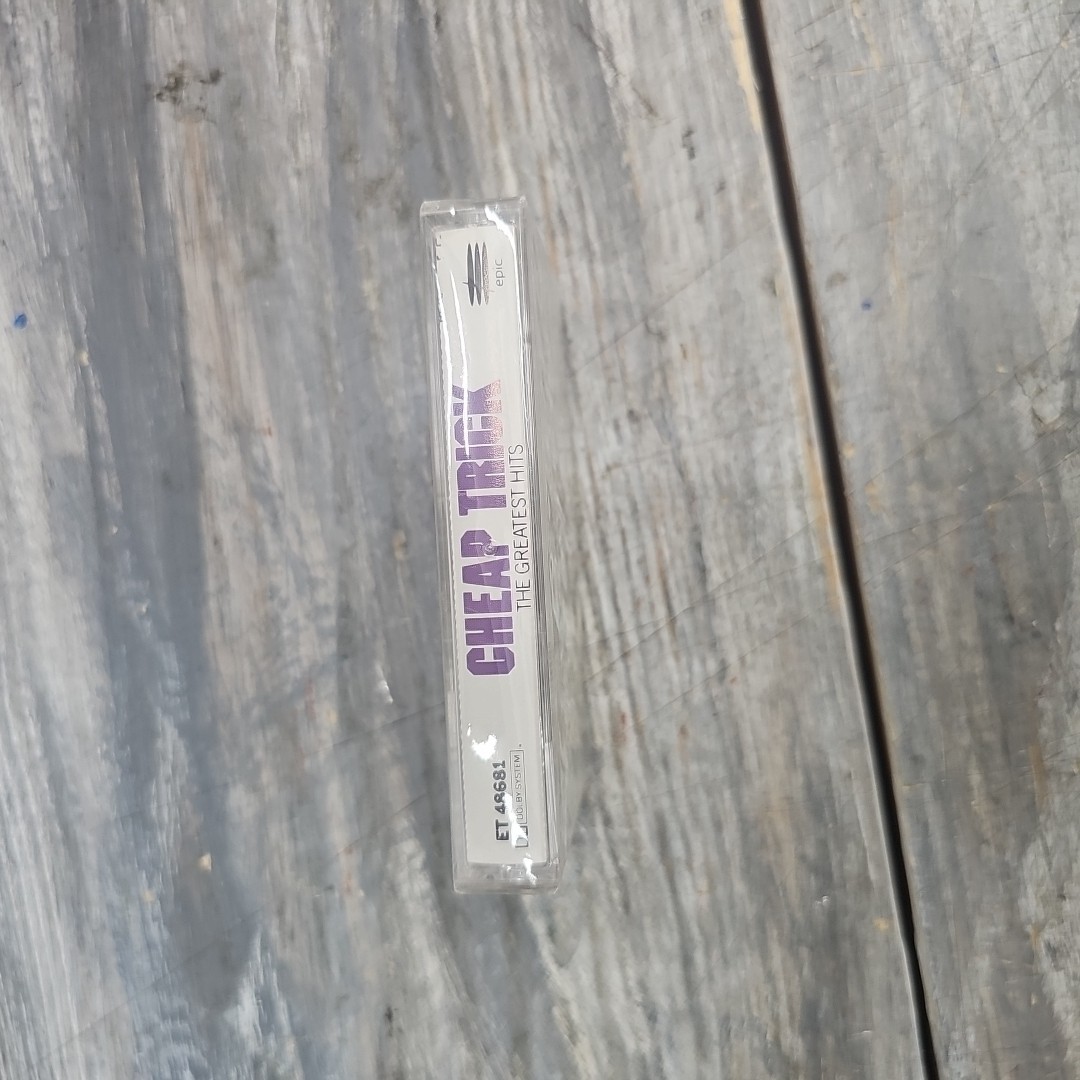 ET 48681
DOLBY SYSTEM
CHEAP TRICK
THE GREATEST HITS
epic